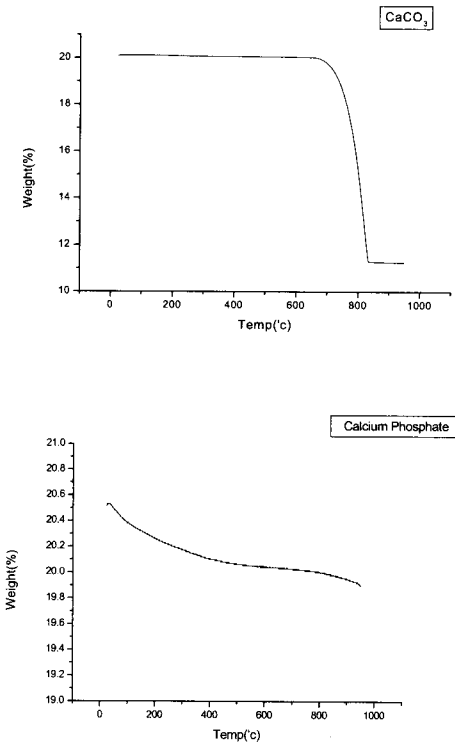 CaCO3
20
18
16
14
12
10
Weight(%)
0 200 400 600 800 1000
Temp('c)
Calcium Phosphate
21.0
20.8
20.6
20.4
20.2
20.0
19.8
19.6
19.4
19.2
19.0
Weight(%)
0 200 400 600 800 1000
Temp('c)